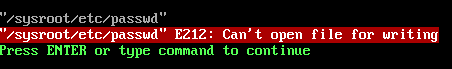 "/sysroot/etc/passwd"
"/sysroot/etc/passwd" E212: Can't open file for writing
Press ENTER or type command to continue